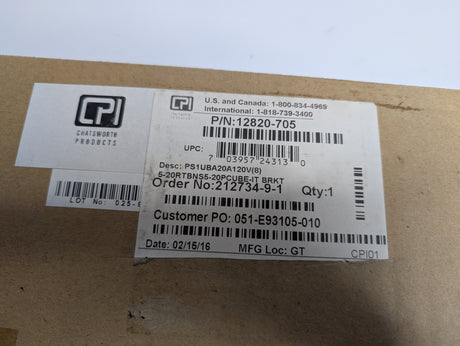 CPI
CHATSWORTH
PRODUCTS
LOT No: 025-
CPI
U.S. and Canada: 1-800-834-4969
International: 1-818-739-3400
P/N:12820-705
UPC:
7 03957 24313 0
Desc: PS1UBA20A120V(8)
5-20RTBNS5-20PCUBE-IT BRKT
Order No:212734-9-1 Qty:1
Customer PO: 051-E93105-010
Date: 02/15/16 MFG Loc: GT CPI01